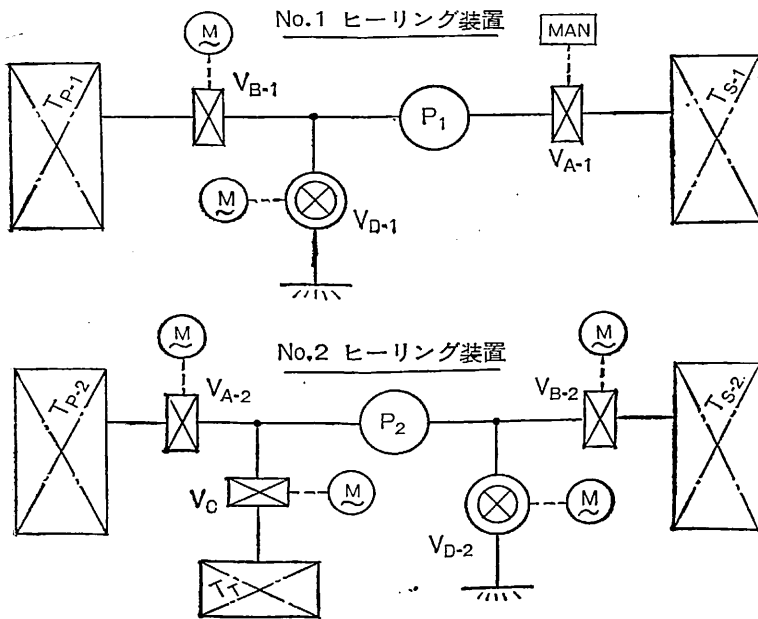 No.1 ヒーリング装置
M
MAN
TP-1
VB-1
P1
TS-1
VA-1
M
VD-1
No.2 ヒーリング装置
M
M
TP-2
VA-2
P2
VB-2
TS-2
VC
M
M
VD-2
TT